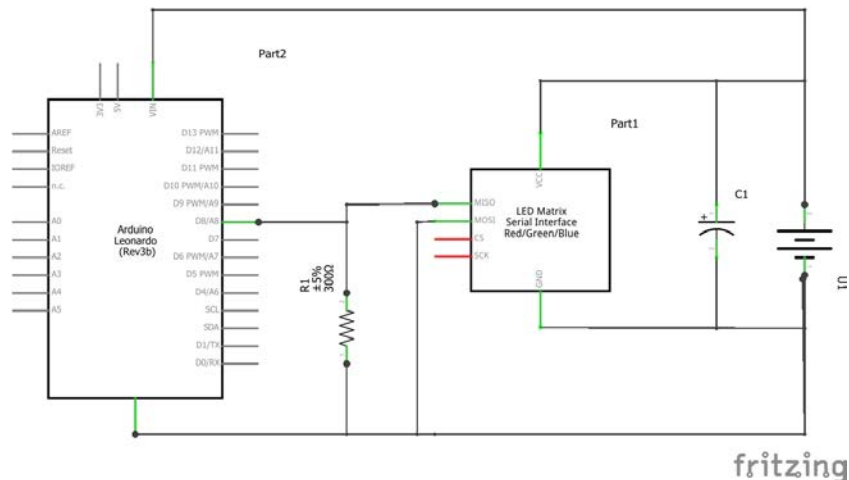 Part2
3V3
5V
VIN
AREF
Reset
IOREF
n.c.
A0
A1
A2
A3
A4
A5
Arduino
Leonardo
(Rev3b)
D13 PWM
D12/A11
D11 PWM
D10 PWM/A10
D9 PWM/A9
D8/A8
D7
D6 PWM/A7
D5 PWM
D4/A6
SCL
SDA
D1/TX
D0/RX
R1
±5%
300Ω
Part1
VCC
MISO
MOSI
CS
SCK
LED Matrix
Serial Interface
Red/Green/Blue
GND
C1
+
U1
fritzing